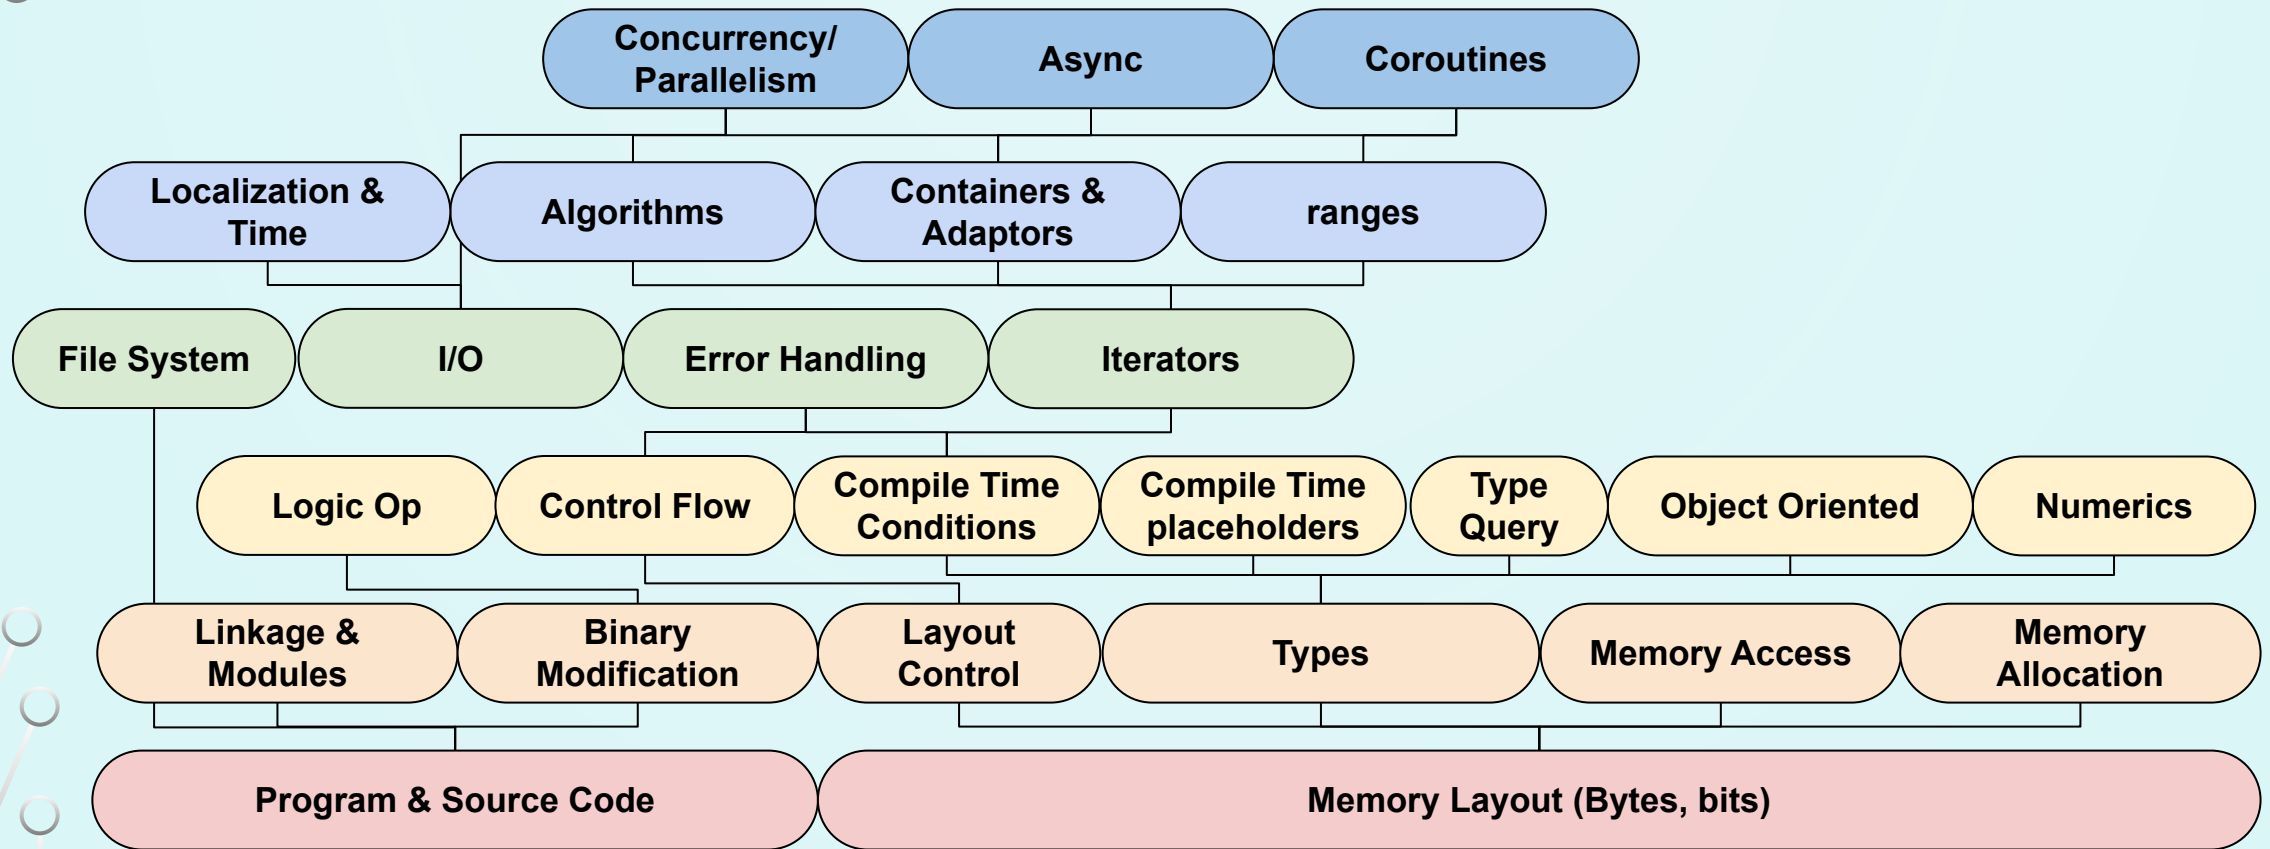 Concurrency/
Parallelism
Async
Coroutines
Localization &
Time
Algorithms
Containers &
Adaptors
ranges
File System
I/O
Error Handling
Iterators
Logic Op
Control Flow
Compile Time
Conditions
Compile Time
placeholders
Type
Query
Object Oriented
Numerics
Linkage &
Modules
Binary
Modification
Layout
Control
Types
Memory Access
Memory
Allocation
Program & Source Code
Memory Layout (Bytes, bits)